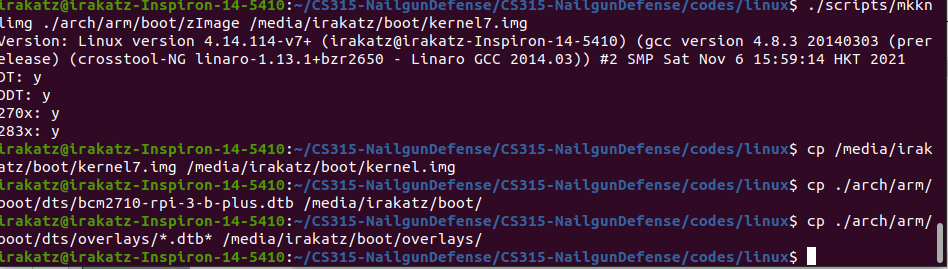 irakatz@irakatz-Inspiron-14-5410:~/CS315-NailgunDefense/CS315-NailgunDefense/codes/linux$ ./scripts/mkkn
limg ./arch/arm/boot/zImage /media/irakatz/boot/kernel7.img
Version: Linux version 4.14.114-v7+ (irakatz@irakatz-Inspiron-14-5410) (gcc version 4.8.3 20140303 (prer
elease) (crosstool-NG linaro-1.13.1+bzr2650 - Linaro GCC 2014.03)) #2 SMP Sat Nov 6 15:59:14 HKT 2021
DT: y
DDT: y
270x: y
283x: y
irakatz@irakatz-Inspiron-14-5410:~/CS315-NailgunDefense/CS315-NailgunDefense/codes/linux$ cp /media/irak
atz/boot/kernel7.img /media/irakatz/boot/kernel.img
irakatz@irakatz-Inspiron-14-5410:~/CS315-NailgunDefense/CS315-NailgunDefense/codes/linux$ cp ./arch/arm/
boot/dts/bcm2710-rpi-3-b-plus.dtb /media/irakatz/boot/
irakatz@irakatz-Inspiron-14-5410:~/CS315-NailgunDefense/CS315-NailgunDefense/codes/linux$ cp ./arch/arm/
boot/dts/overlays/*.dtb* /media/irakatz/boot/overlays/
irakatz@irakatz-Inspiron-14-5410:~/CS315-NailgunDefense/CS315-NailgunDefense/codes/linux$